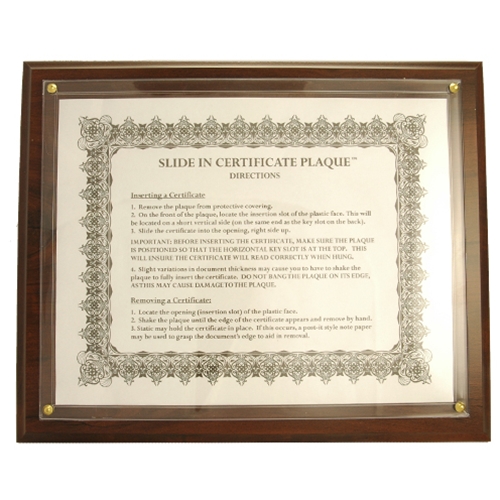 SLIDE IN CERTIFICATE PLAQUE™
DIRECTIONS
Inserting a Certificate
1. Remove the plaque from protective covering.
2. On the front of the plaque, locate the insertion slot of the plastic face. This will
be located on a short vertical side (on the same end as the key slot on the back).
3. Slide the certificate into the opening, right side up.
IMPORTANT: BEFORE INSERTING THE CERTIFICATE, MAKE SURE THE PLAQUE
IS POSITIONED SO THAT THE HORIZONTAL KEY SLOT IS AT THE TOP. THIS
WILL ENSURE THE CERTIFICATE WILL READ CORRECTLY WHEN HUNG.
4. Slight variations in document thickness may cause you to have to shake the
plaque to fully insert the certificate. DO NOT BANG THE PLAQUE ON ITS EDGE,
AS THIS MAY CAUSE DAMAGE TO THE PLAQUE.
Removing a Certificate:
1. Locate the opening (insertion slot) of the plastic face.
2. Shake the plaque until the edge of the certificate appears and remove by hand.
3. Static may hold the certificate in place. If this occurs, a post-it style note paper
may be used to grasp the document's edge to aid in removal.